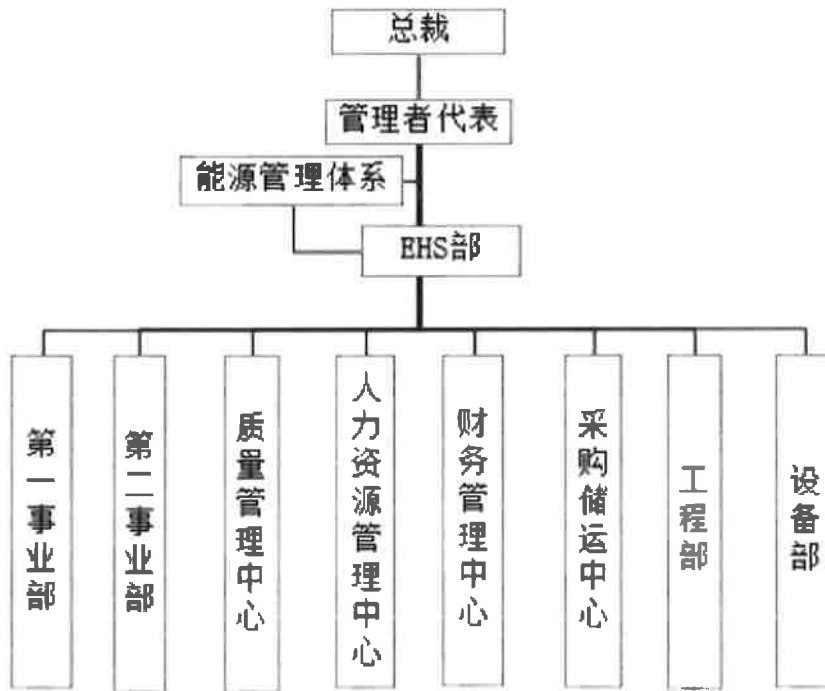 总裁
管理者代表
能源管理体系
EHS部
第一事业部
第二事业部
质量管理中心
人力资源管理中心
财务管理中心
采购储运中心
工程部
设备部